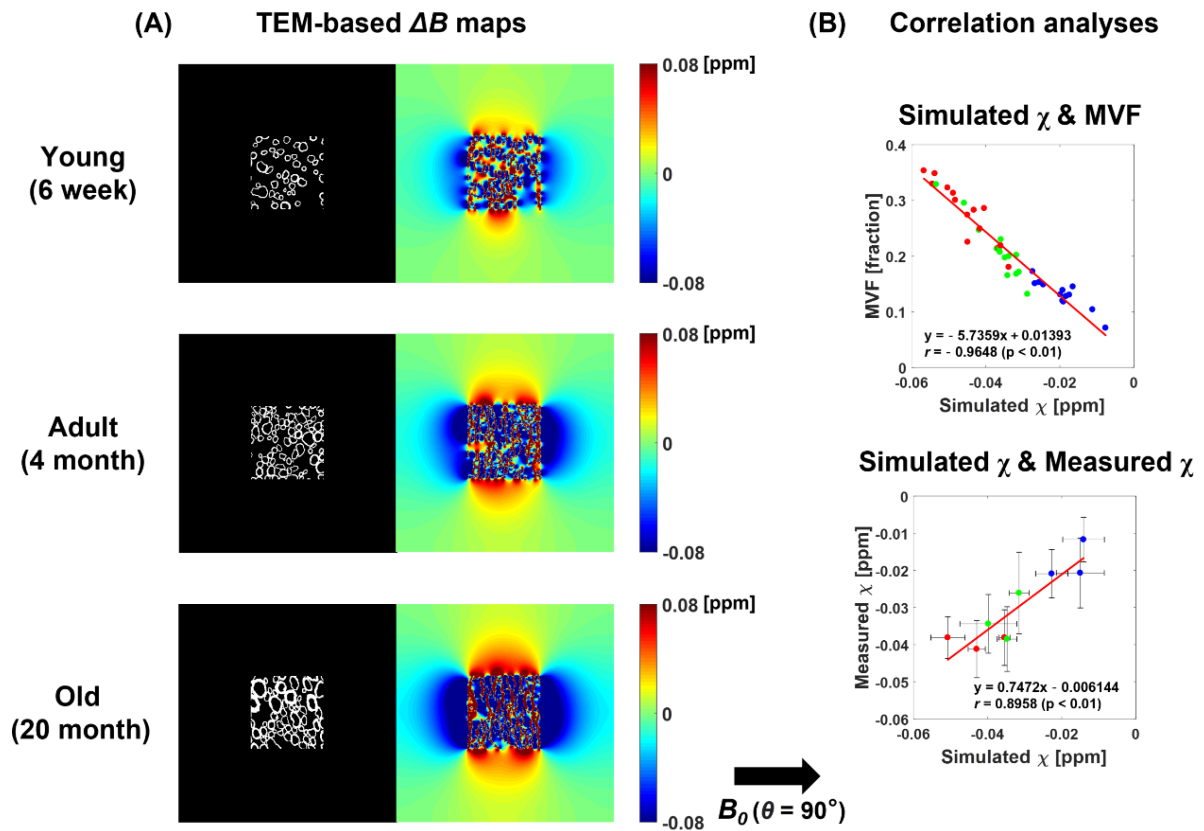 (A) TEM-based ΔB maps
Young
(6 week)
0.08 [ppm]
0
-0.08
Adult
(4 month)
0.08 [ppm]
0
-0.08
Old
(20 month)
0.08 [ppm]
0
-0.08
B0 (θ = 90°)
(B) Correlation analyses
Simulated χ & MVF
MVF [fraction]
0.4
0.3
0.2
0.1
0
y = - 5.7359x + 0.01393
r = - 0.9648 (p < 0.01)
-0.06 -0.04 -0.02 0
Simulated χ [ppm]
Simulated χ & Measured χ
Measured χ [ppm]
0
-0.01
-0.02
-0.03
-0.04
-0.05
-0.06
y = 0.7472x - 0.006144
r = 0.8958 (p < 0.01)
-0.06 -0.04 -0.02 0
Simulated χ [ppm]